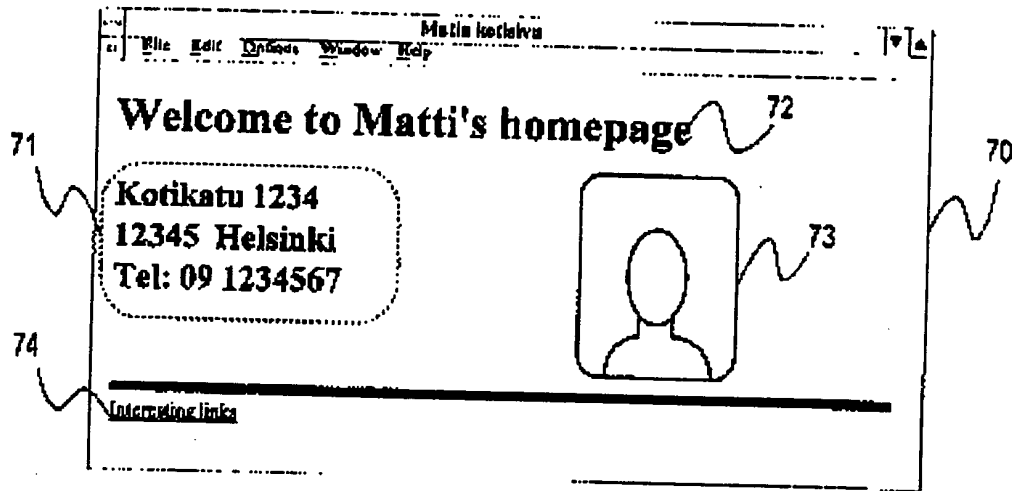 Matin kotisivu
File Edit Options Window Help
Welcome to Matti's homepage
72
71
70
Kotikatu 1234
12345 Helsinki
73
Tel: 09 1234567
74
Interesting links